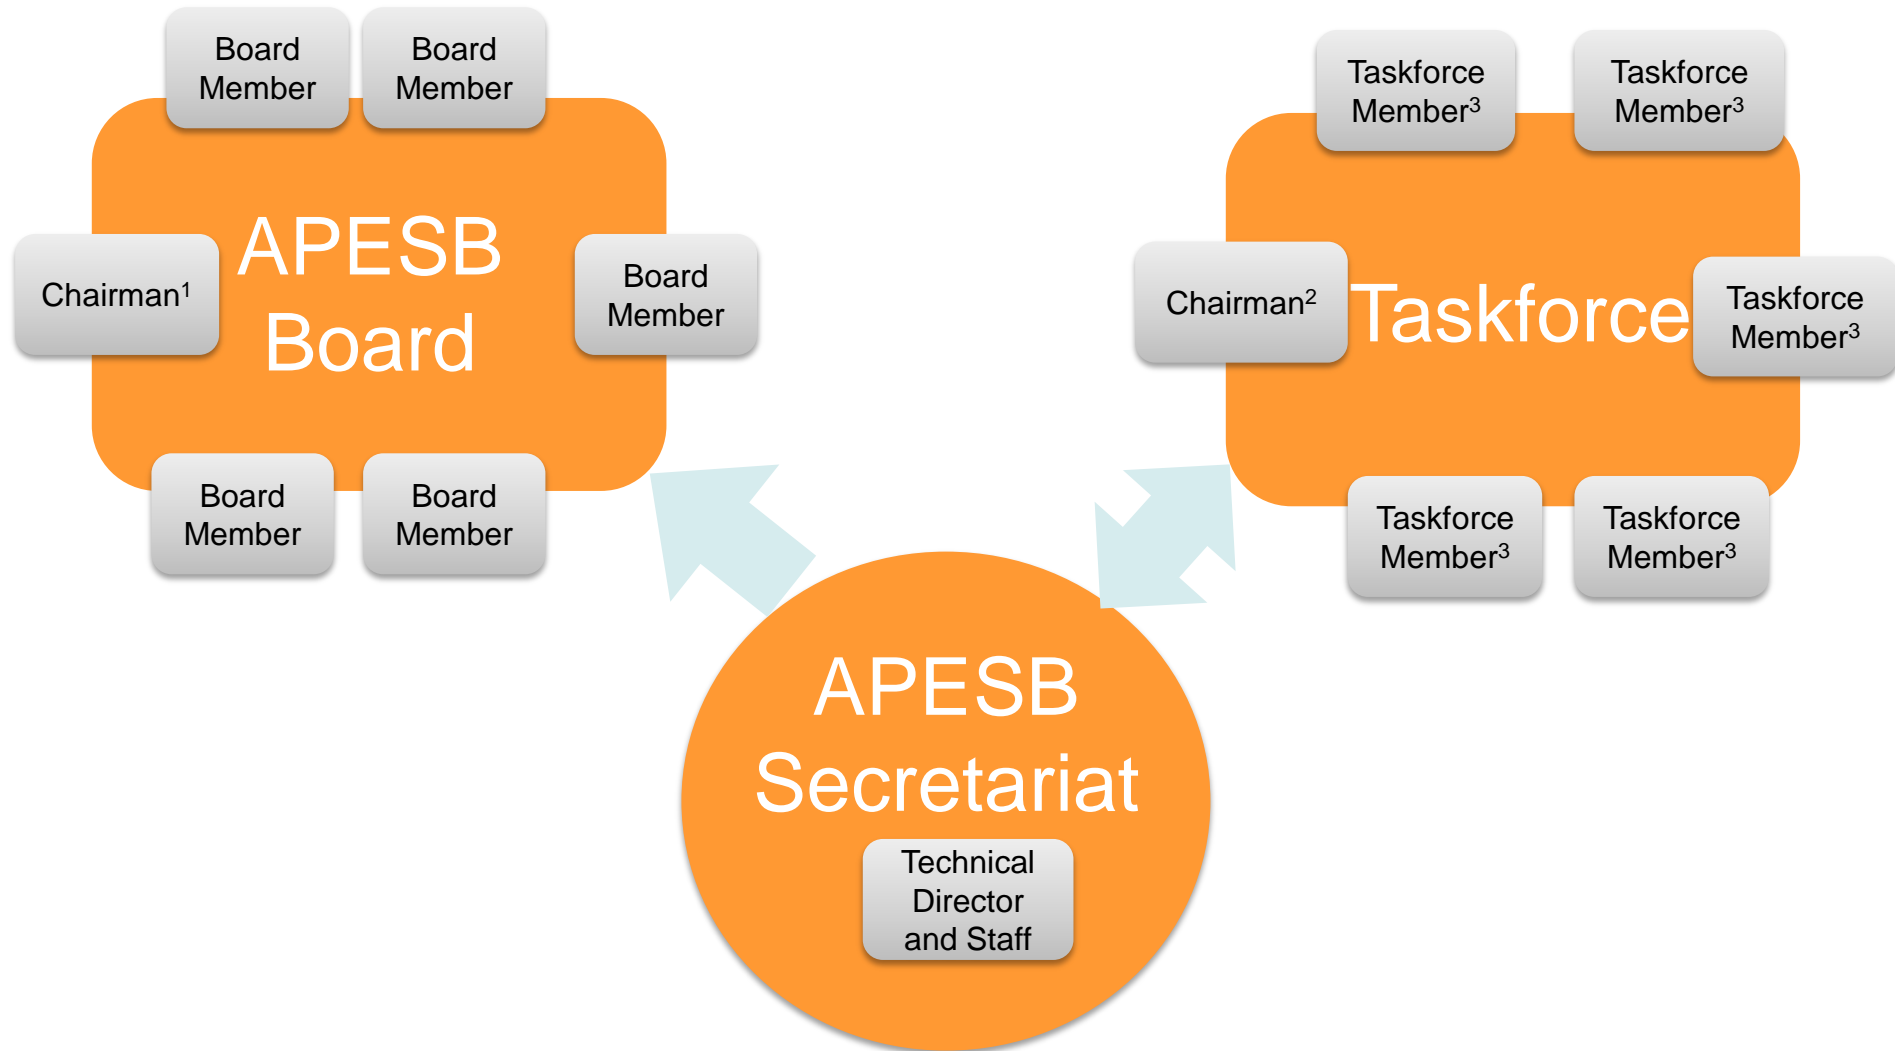 Board
Member
Board
Member
APESB
Board
Chairman¹
Board
Member
Board
Member
Board
Member
Taskforce
Member³
Taskforce
Member³
Chairman²
Taskforce
Taskforce
Member³
Taskforce
Member³
Taskforce
Member³
APESB
Secretariat
Technical
Director
and Staff